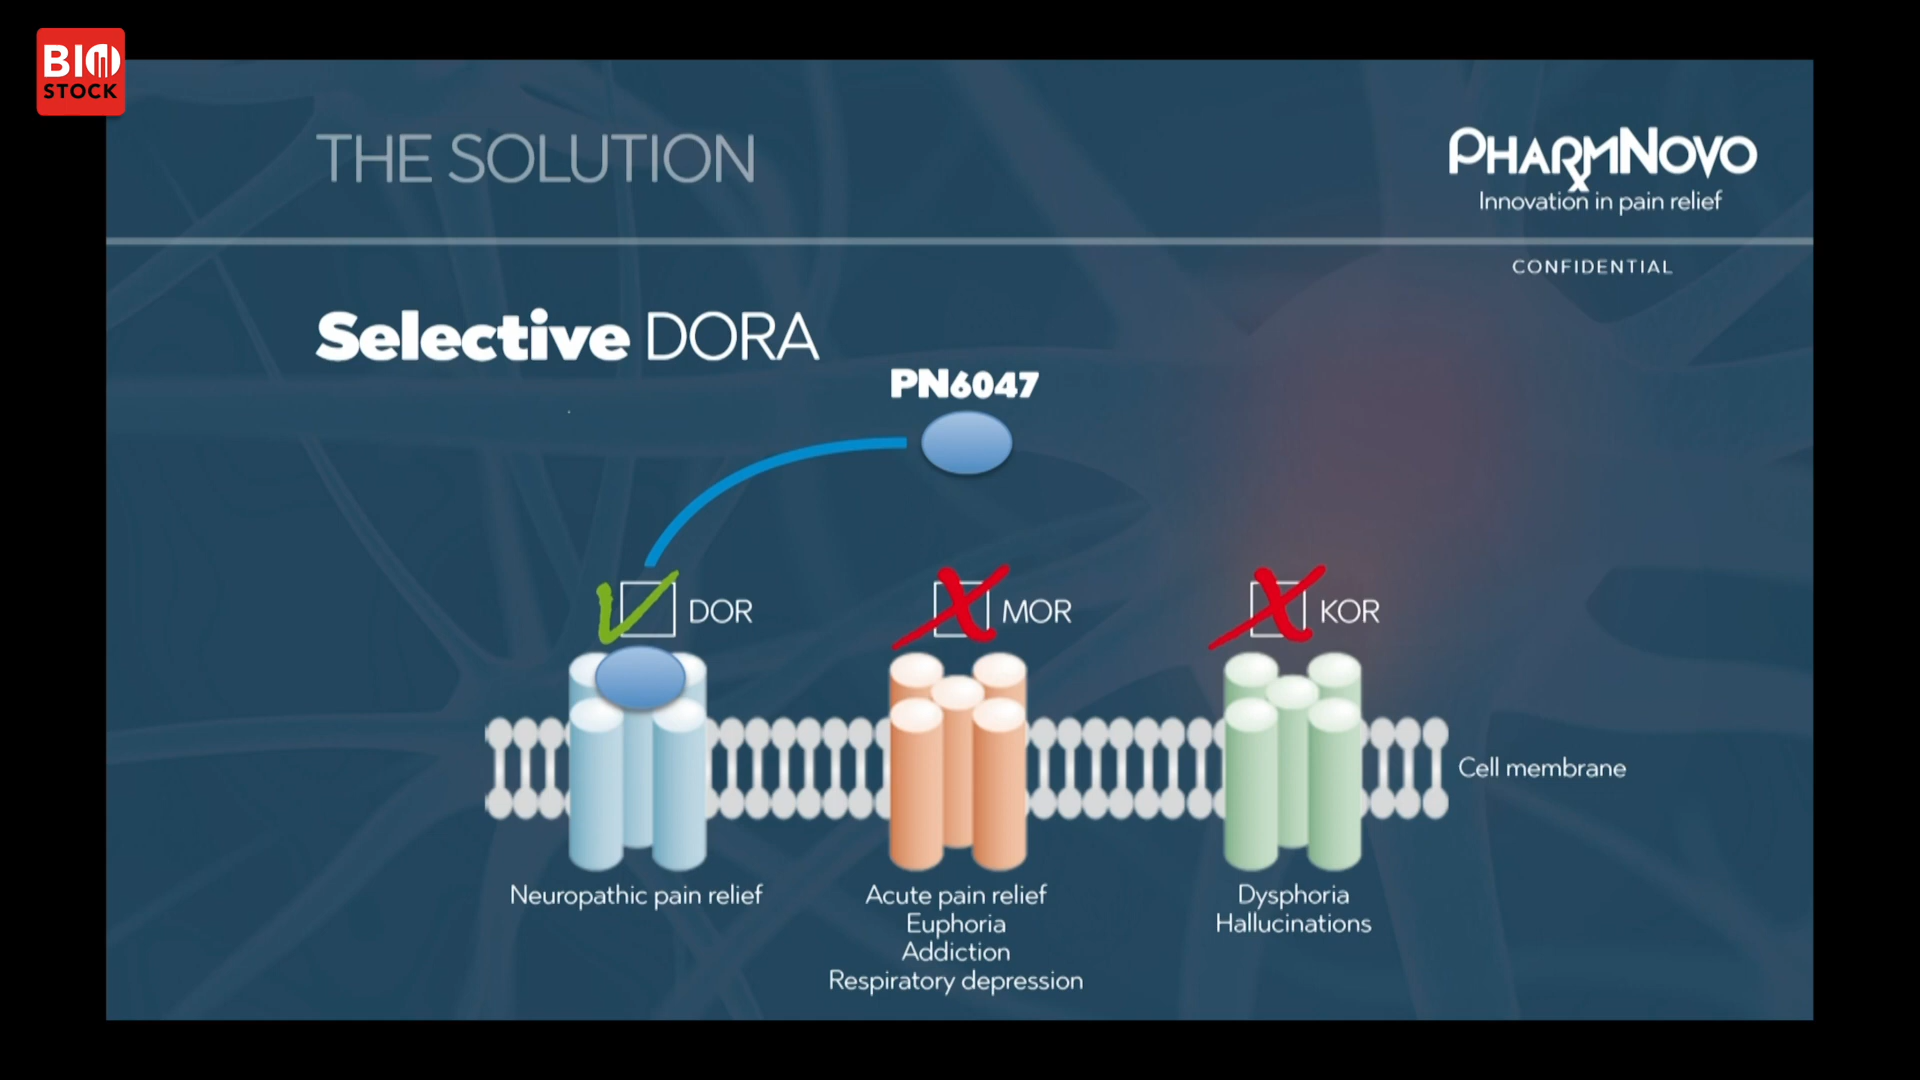 BIO
STOCK
THE SOLUTION
PHARMNOVO
Innovation in pain relief
CONFIDENTIAL
Selective DORA
PN6047
DOR
MOR
KOR
Cell membrane
Neuropathic pain relief
Acute pain relief
Euphoria
Addiction
Respiratory depression
Dysphoria
Hallucinations